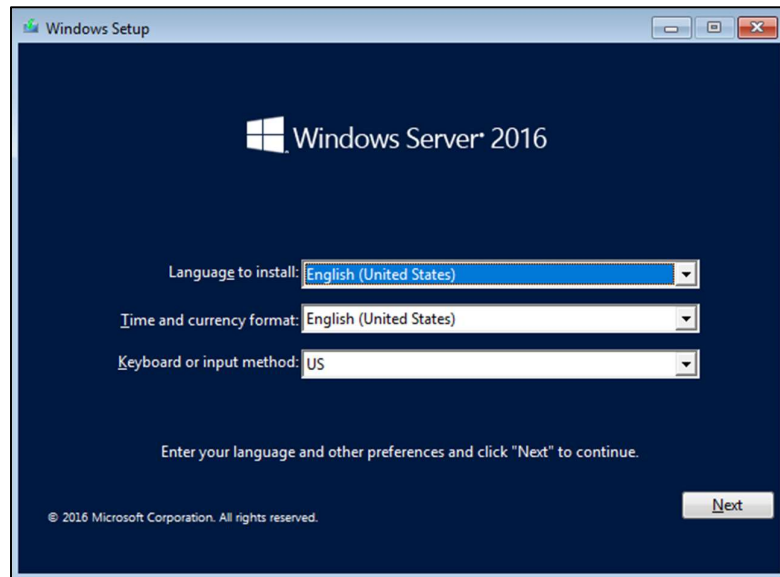 Windows Setup
Windows Server® 2016
Language to install: English (United States)
Time and currency format: English (United States)
Keyboard or input method: US
Enter your language and other preferences and click "Next" to continue.
Next
© 2016 Microsoft Corporation. All rights reserved.